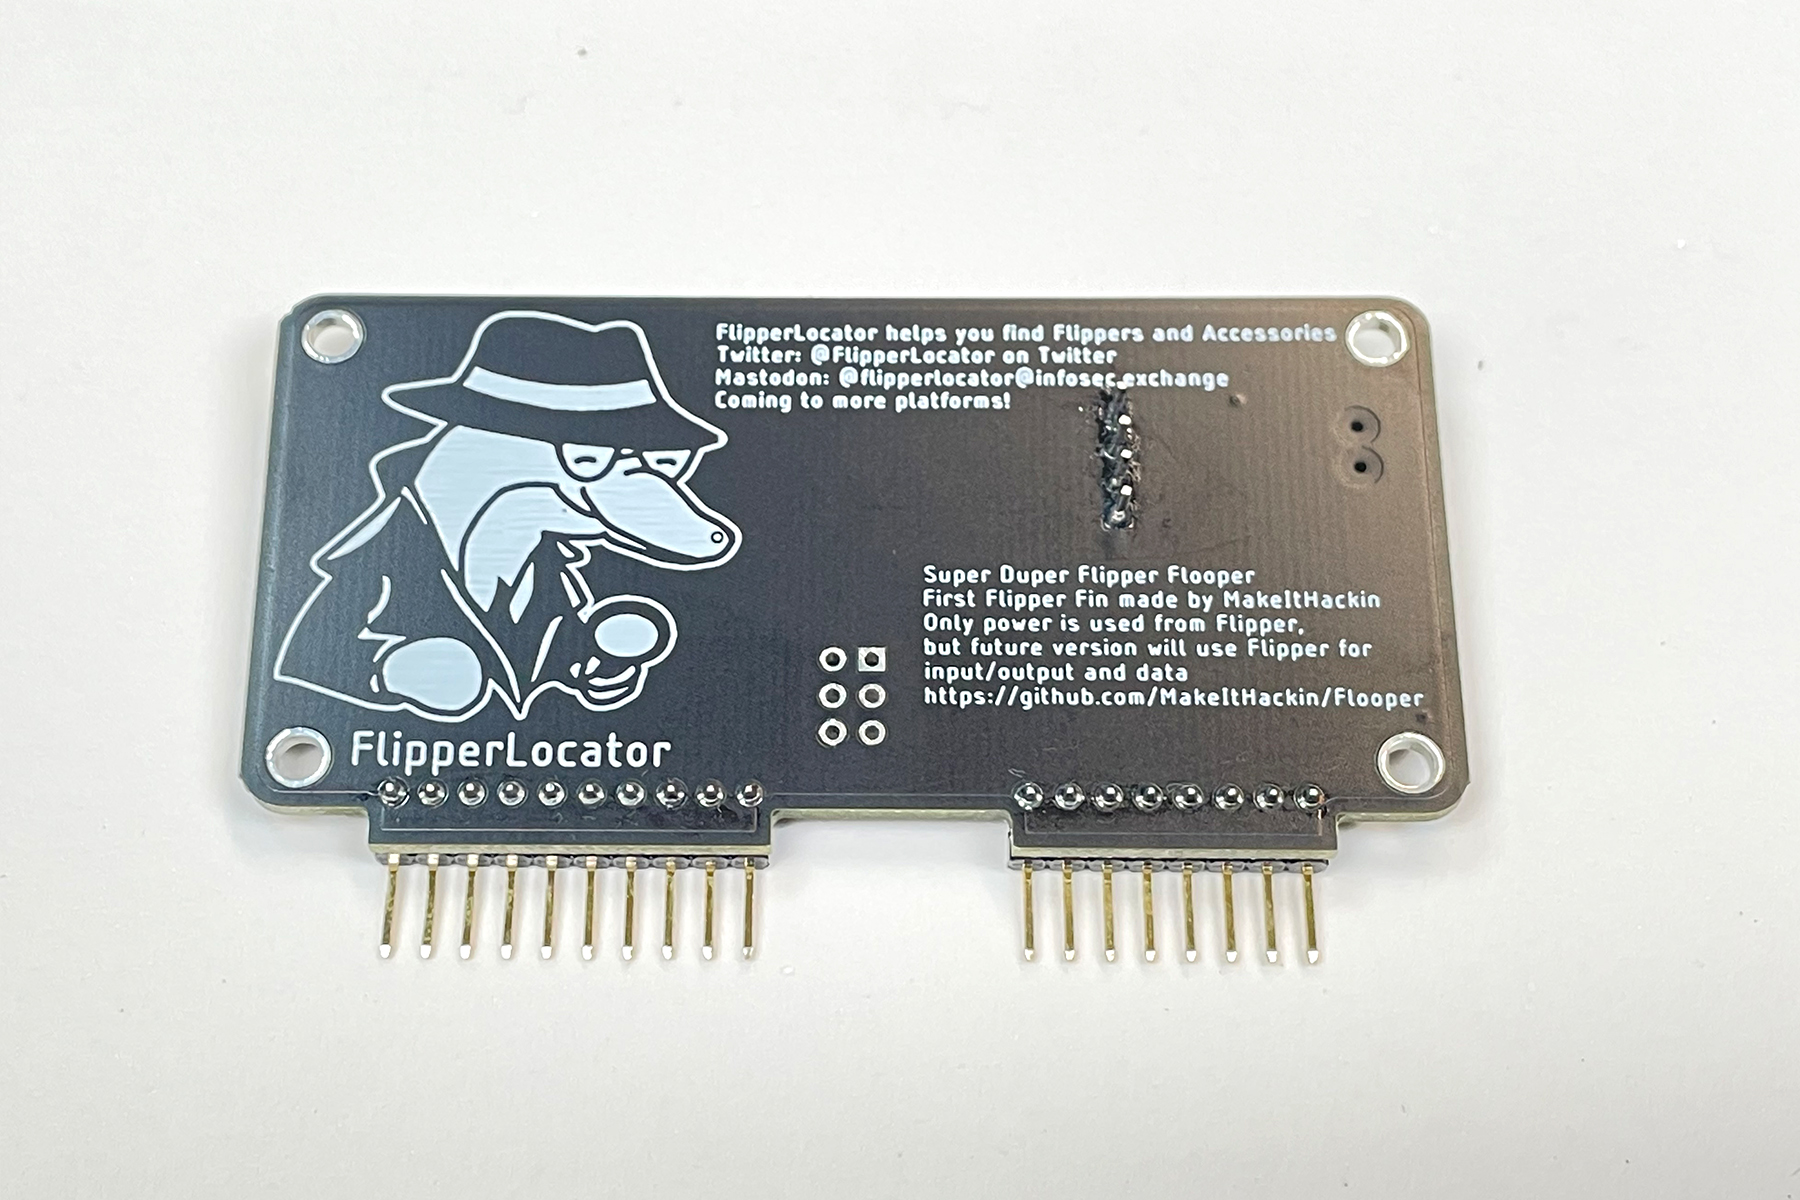 FlipperLocator helps you find Flippers and Accessories
Twitter: @FlipperLocator on Twitter
Mastodon: @flipperlocator@infosec.exchange
Coming to more platforms!
Super Duper Flipper Flooper
First Flipper Fin made by MakeItHackin
Only power is used from Flipper,
but future version will use Flipper for
input/output and data
https://github.com/MakeItHackin/Flooper
FlipperLocator